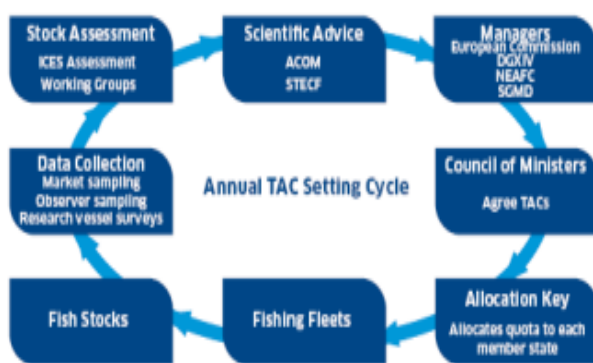 Stock Assessment
ICES Assessment
Working Groups
Scientific Advice
ACOM
STECF
Managers
European Commission
DGXIV
NEAFC
SGMD
Data Collection
Market sampling
Observer sampling
Research vessel surveys
Annual TAC Setting Cycle
Council of Ministers
Agree TACs
Fish Stocks
Fishing Fleets
Allocation Key
Allocates quota to each
member state